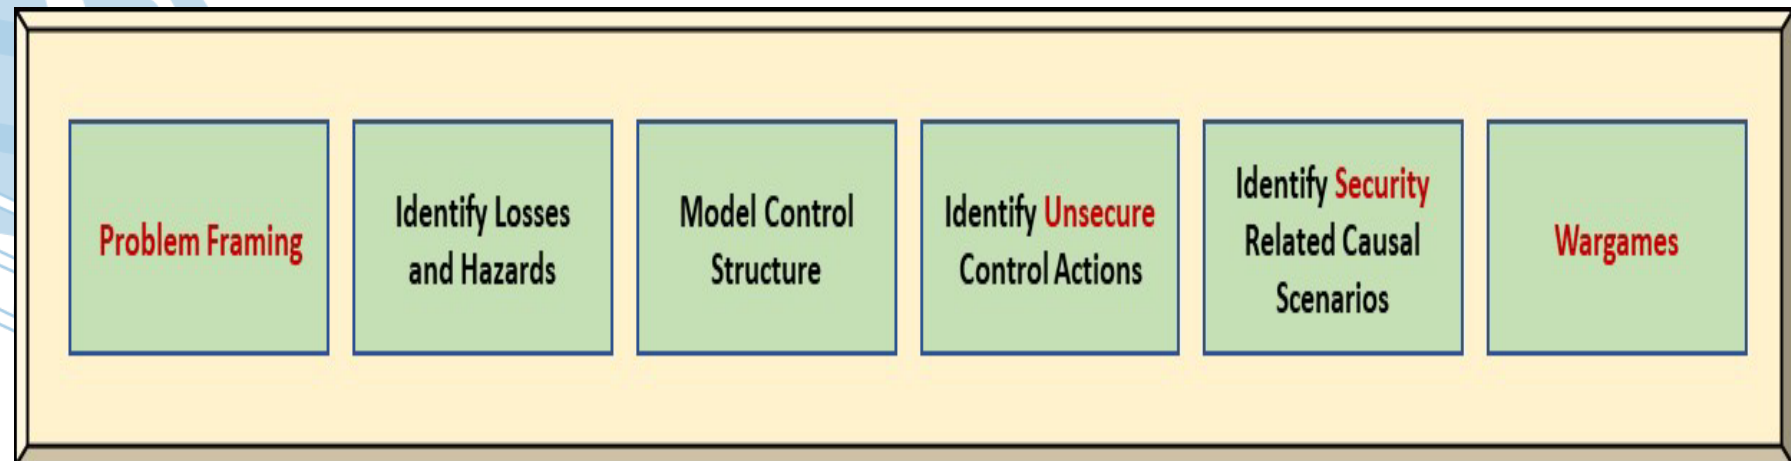 Problem Framing
Identify Losses
and Hazards
Model Control
Structure
Identify Unsecure
Control Actions
Identify Security
Related Causal
Scenarios
Wargames